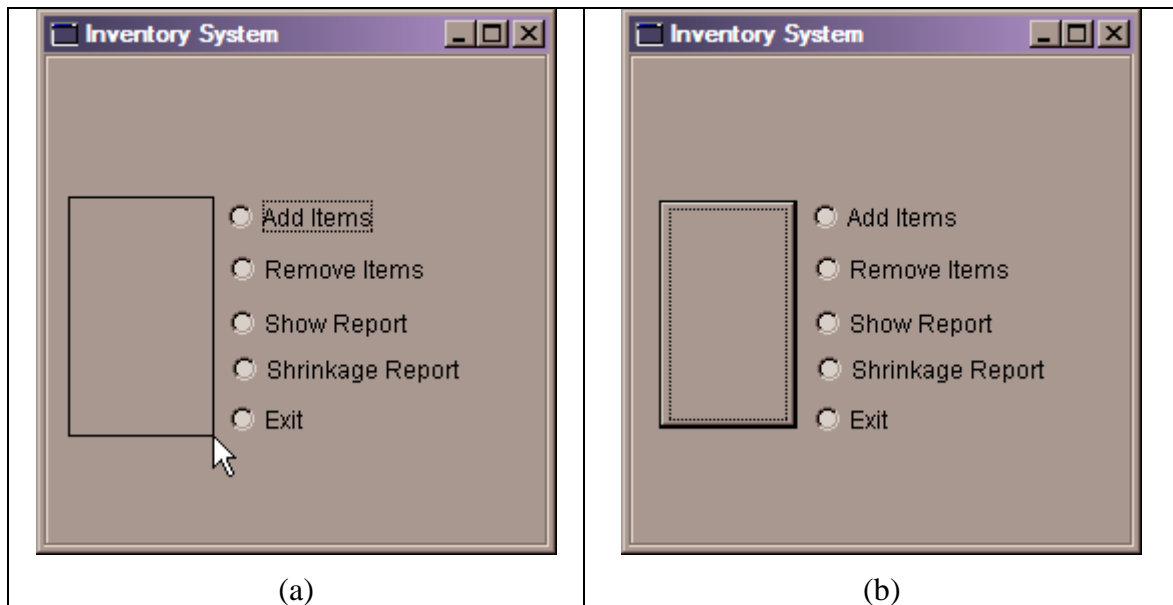 Inventory System
Add Items
Remove Items
Show Report
Shrinkage Report
Exit
(a)
Inventory System
Add Items
Remove Items
Show Report
Shrinkage Report
Exit
(b)